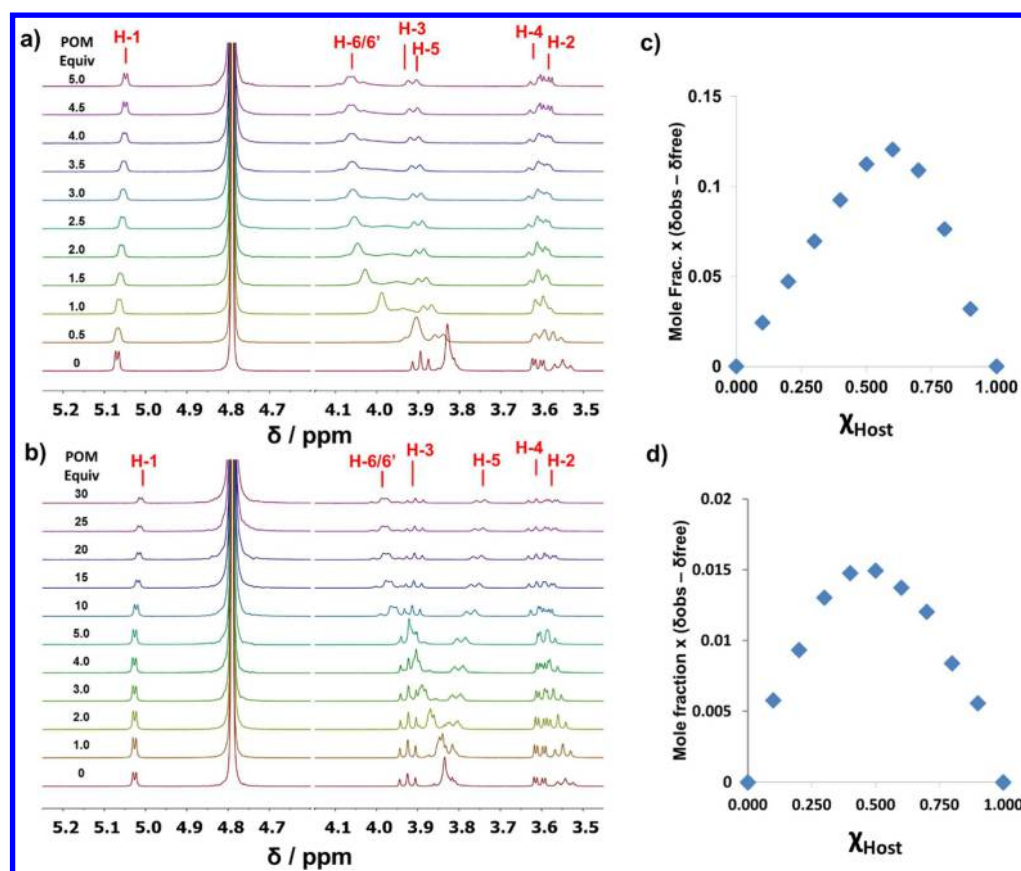 a)
POM
Equiv
H-1
H-6/6’
H-3
H-5
H-4
H-2
5.0
4.5
4.0
3.5
3.0
2.5
2.0
1.5
1.0
0.5
0
5.2 5.1 5.0 4.9 4.8 4.7 4.1 4.0 3.9 3.8 3.7 3.6 3.5
δ / ppm
b)
POM
Equiv
H-1
H-6/6’
H-3
H-5
H-4
H-2
30
25
20
15
10
5.0
4.0
3.0
2.0
1.0
0
5.2 5.1 5.0 4.9 4.8 4.7 4.1 4.0 3.9 3.8 3.7 3.6 3.5
δ / ppm
c)
Mole Frac. x (δobs – δfree)
0.15
0.1
0.05
0
0.000 0.250 0.500 0.750 1.000
χHost
d)
Mole fraction x (δobs – δfree)
0.02
0.015
0.01
0.005
0
0.000 0.250 0.500 0.750 1.000
χHost